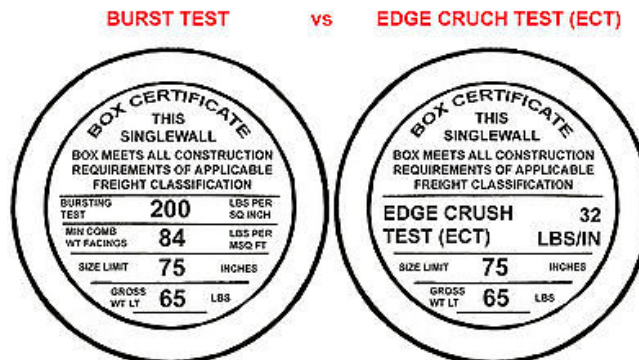 BURST TEST vs EDGE CRUCH TEST (ECT)
BOX CERTIFICATE
THIS
SINGLEWALL
BOX MEETS ALL CONSTRUCTION
REQUIREMENTS OF APPLICABLE
FREIGHT CLASSIFICATION
BURSTING TEST 200 LBS PER SQ INCH
MIN COMB WT FACINGS 84 LBS PER MSQ FT
SIZE LIMIT 75 INCHES
GROSS WT LT 65 LBS
BOX CERTIFICATE
THIS
SINGLEWALL
BOX MEETS ALL CONSTRUCTION
REQUIREMENTS OF APPLICABLE
FREIGHT CLASSIFICATION
EDGE CRUSH 32
TEST (ECT) LBS/IN
SIZE LIMIT 75 INCHES
GROSS WT LT 65 LBS